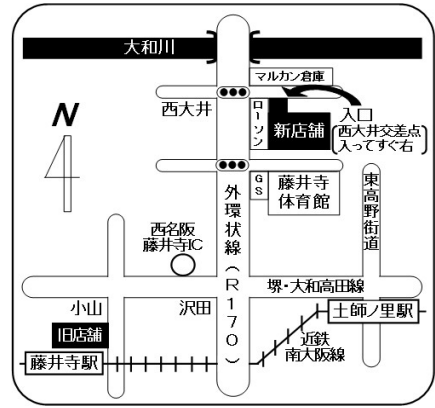 大和川
マルカン倉庫
西大井
ローソン
新店舗
入口
西大井交差点
入ってすぐ右
N
GS
藤井寺
体育館
東高野街道
外環状線(R170)
西名阪
藤井寺IC
堺・大和高田線
小山
沢田
旧店舗
土師ノ里駅
近鉄
南大阪線
藤井寺駅